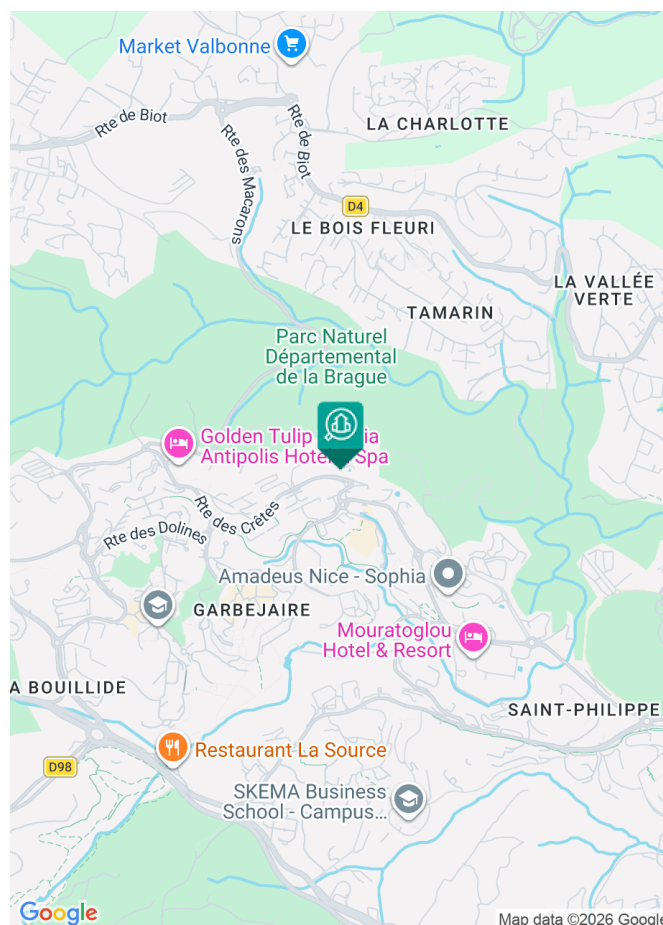 Market Valbonne
Rte de Biot
Rte de Biot
LA CHARLOTTE
Rte des Macarons
D4
LE BOIS FLEURI
LA VALLÉE
VERTE
TAMARIN
Parc Naturel
Départemental
de la Brague
Golden Tulip
Antipolis Hotel
Spa
Rte des Crêtes
Rte des Dolines
Amadeus Nice - Sophia
GARBEJAIRE
Mouratoglou
Hotel & Resort
A BOUILLIDE
SAINT-PHILIPPE
Restaurant La Source
D98
SKEMA Business
School - Campus...
Google
Map data ©2026 Google